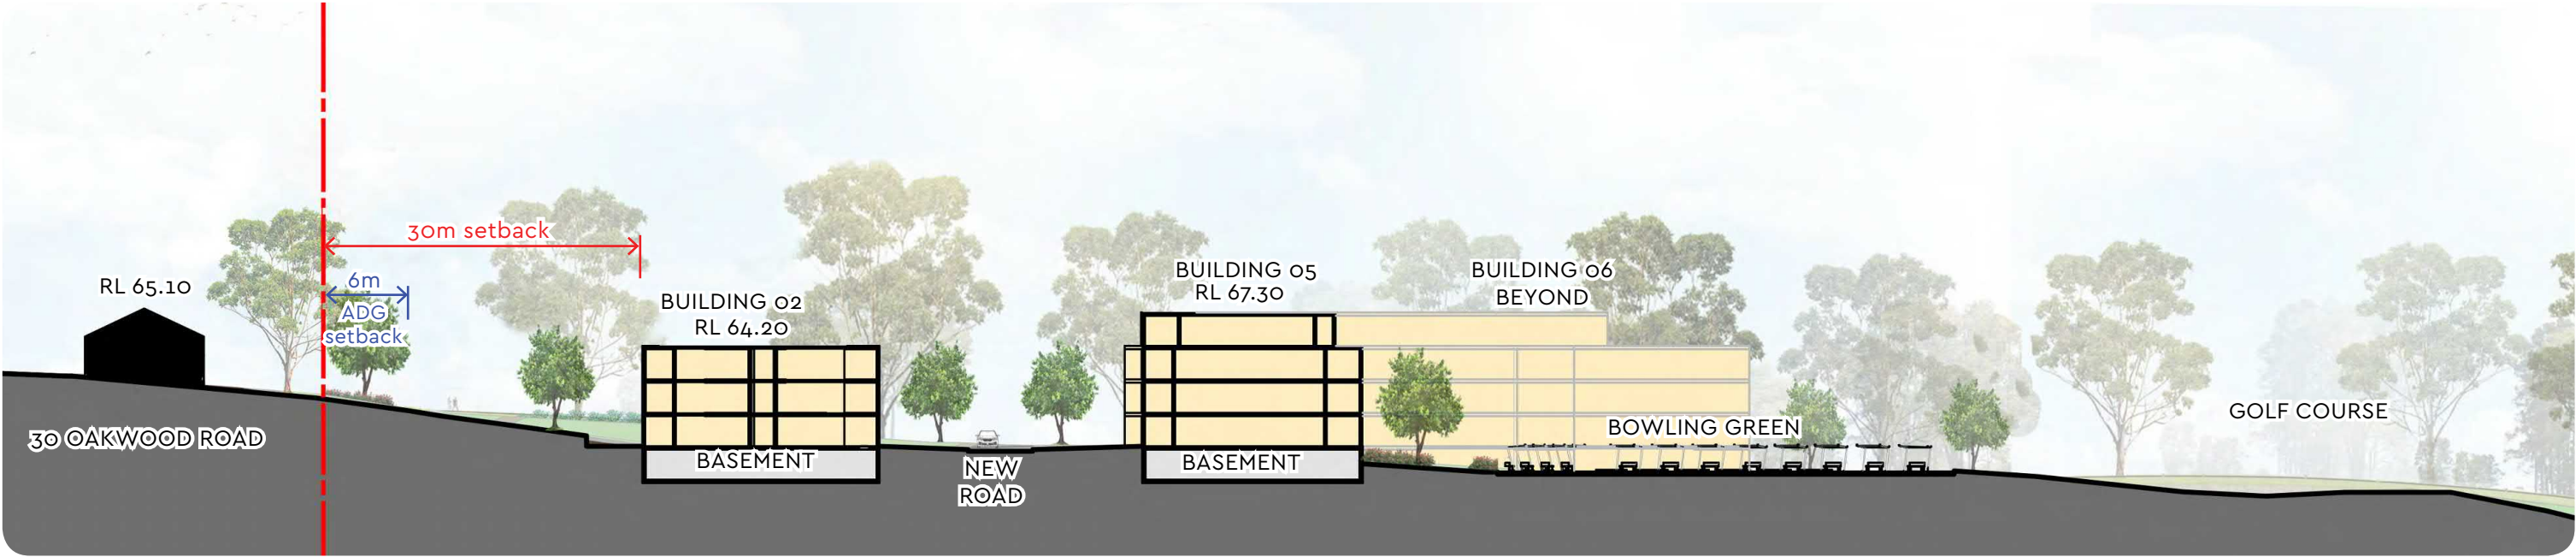 30m setback
6m
ADG
setback
RL 65.10
30 OAKWOOD ROAD
BUILDING 02
RL 64.20
BASEMENT
NEW
ROAD
BUILDING 05
RL 67.30
BASEMENT
BUILDING 06
BEYOND
BOWLING GREEN
GOLF COURSE